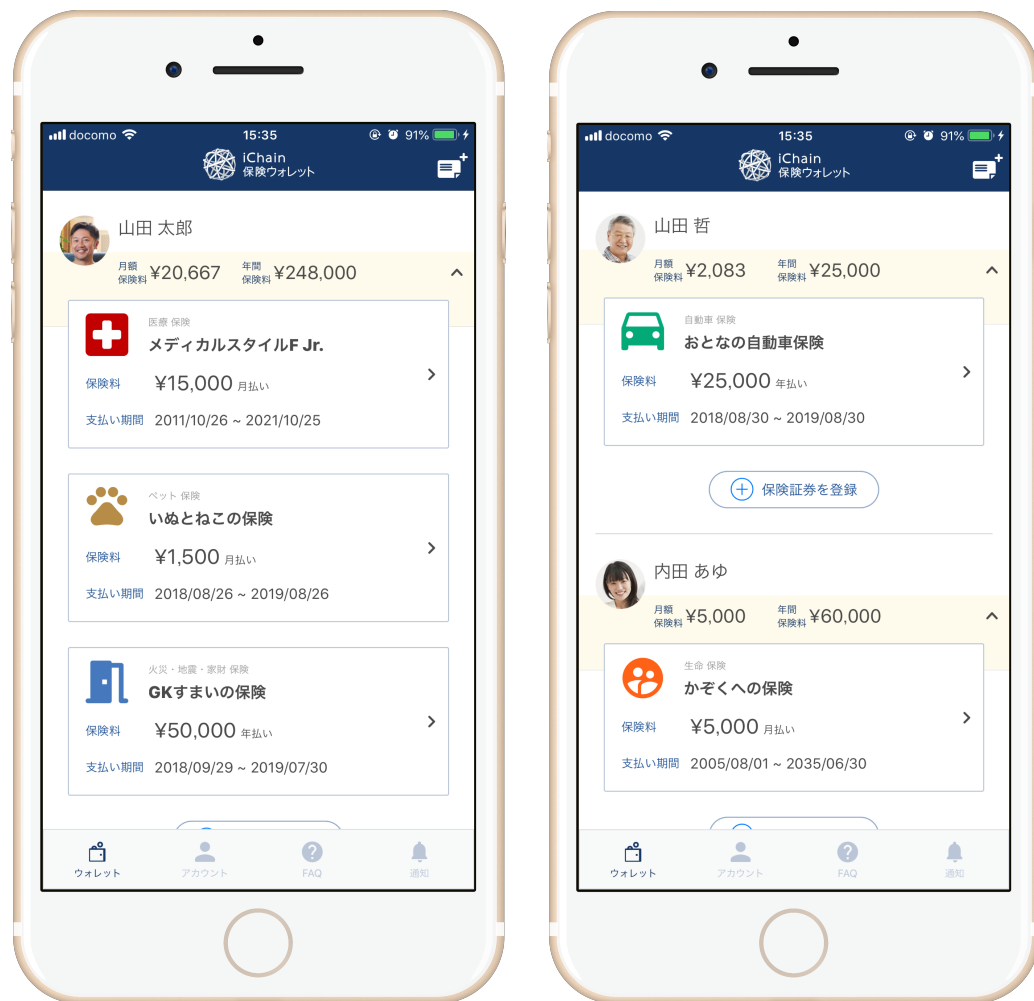 docomo 15:35 91%
iChain
保険ウォレット
山田 太郎
月額
保険料 ¥20,667 年間
保険料 ¥248,000
医療 保険
メディカルスタイルF Jr.
保険料 ¥15,000 月払い
支払い期間 2011/10/26 ~ 2021/10/25
ペット 保険
いぬとねこの保険
保険料 ¥1,500 月払い
支払い期間 2018/08/26 ~ 2019/08/26
火災・地震・家財 保険
GKすまいの保険
保険料 ¥50,000 年払い
支払い期間 2018/09/29 ~ 2019/07/30
ウォレット アカウント FAQ 通知
docomo 15:35 91%
iChain
保険ウォレット
山田 哲
月額
保険料 ¥2,083 年間
保険料 ¥25,000
自動車 保険
おとなの自動車保険
保険料 ¥25,000 年払い
支払い期間 2018/08/30 ~ 2019/08/30
保険証券を登録
内田 あゆ
月額
保険料 ¥5,000 年間
保険料 ¥60,000
生命 保険
かぞくへの保険
保険料 ¥5,000 月払い
支払い期間 2005/08/01 ~ 2035/06/30
ウォレット アカウント FAQ 通知